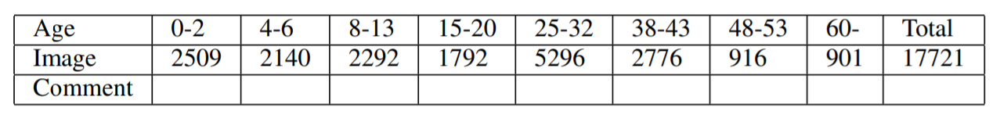 Age 0-2 4-6 8-13 15-20 25-32 38-43 48-53 60- Total
Image 2509 2140 2292 1792 5296 2776 916 901 17721
Comment